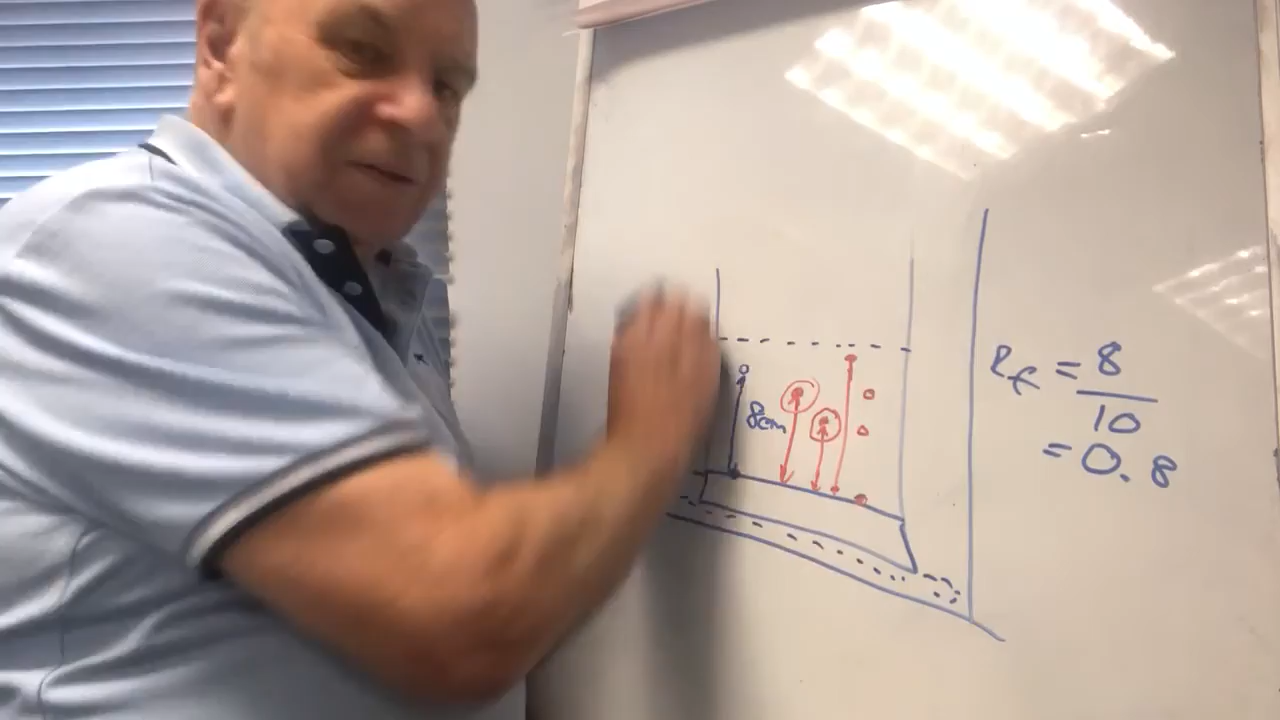 8cm
Rf = 8
10
= 0.8